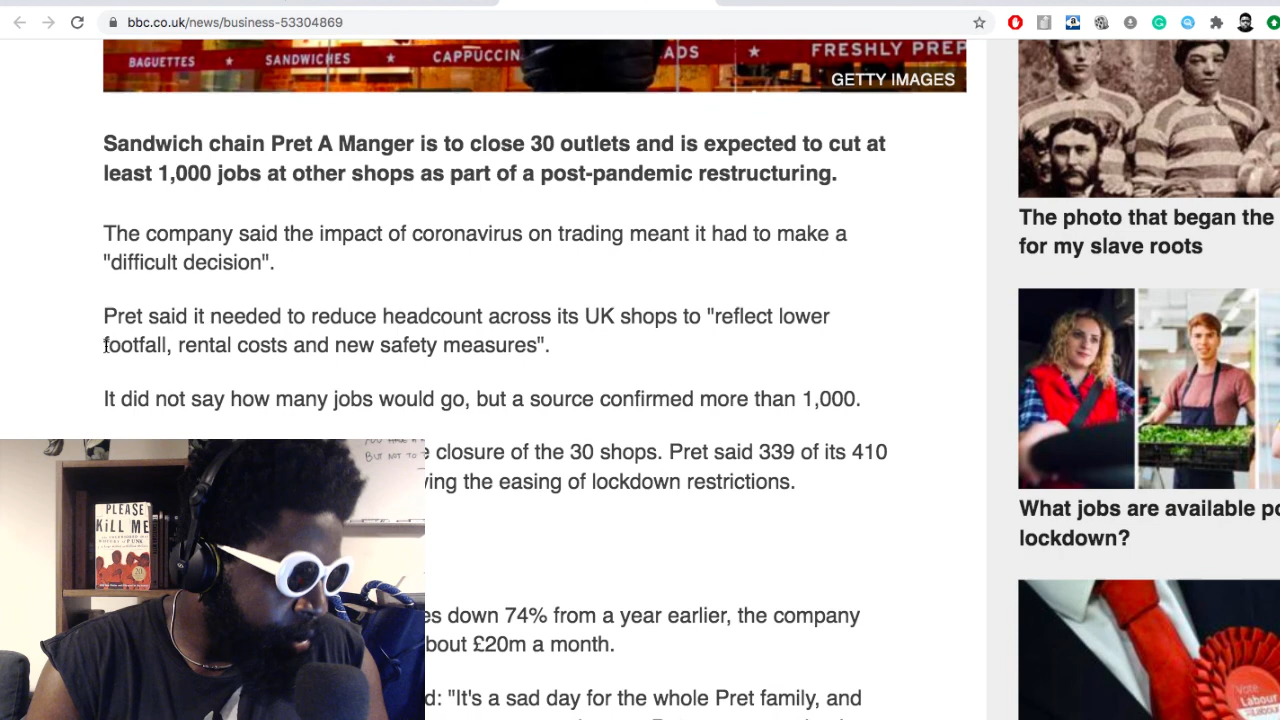 bbc.co.uk/news/business-53304869
BAGUETTES ★ SANDWICHES ★ CAPPUCCIN ADS ★ FRESHLY PREP
GETTY IMAGES
Sandwich chain Pret A Manger is to close 30 outlets and is expected to cut at
least 1,000 jobs at other shops as part of a post-pandemic restructuring.
The company said the impact of coronavirus on trading meant it had to make a
"difficult decision".
Pret said it needed to reduce headcount across its UK shops to "reflect lower
footfall, rental costs and new safety measures".
It did not say how many jobs would go, but a source confirmed more than 1,000.
closure of the 30 shops. Pret said 339 of its 410
ving the easing of lockdown restrictions.
es down 74% from a year earlier, the company
bout £20m a month.
d: "It's a sad day for the whole Pret family, and
The photo that began the
for my slave roots
What jobs are available po
lockdown?
Vote
Labour
BUT NOT TO
PLEASE
KILL ME